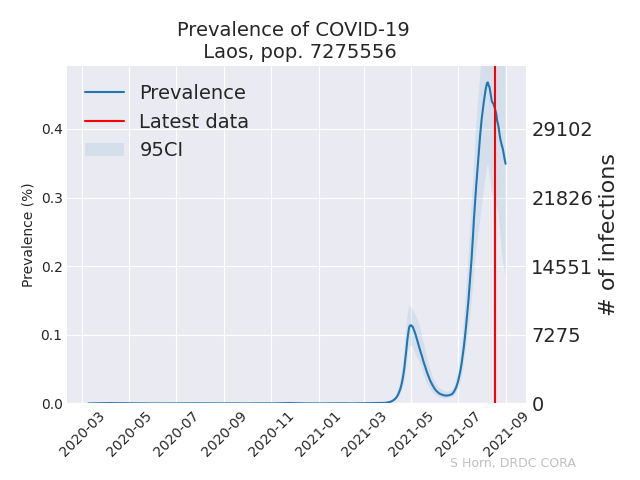 Prevalence of COVID-19
Laos, pop. 7275556
Prevalence
Latest data
95CI
Prevalence (%)
0.4
0.3
0.2
0.1
0.0
29102
21826
14551
7275
0
# of infections
2020-03
2020-05
2020-07
2020-09
2020-11
2021-01
2021-03
2021-05
2021-07
2021-09
S Horn, DRDC CORA